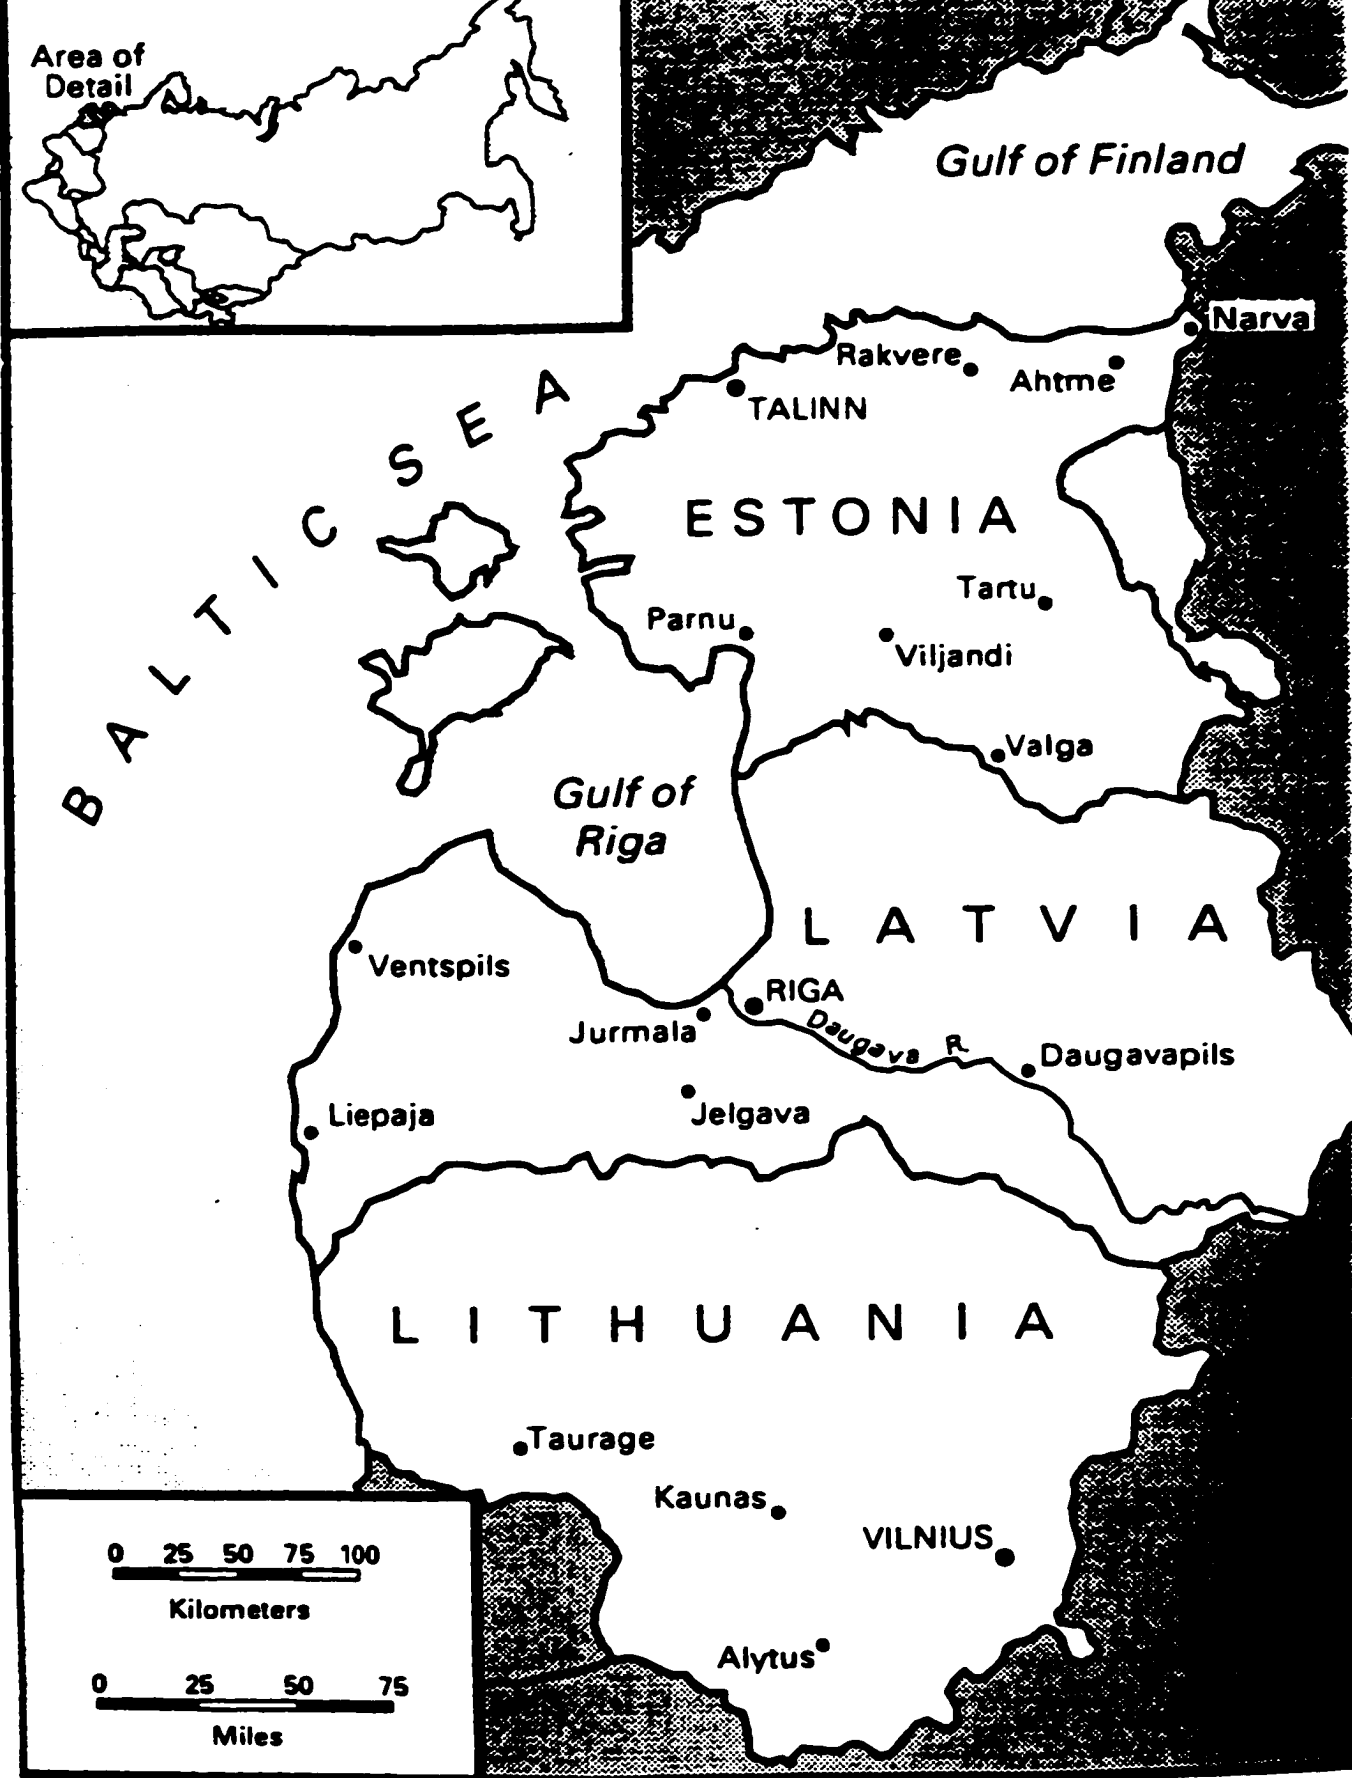 Area of
Detail
Gulf of Finland
Narva
Rakvere
Ahtme
TALINN
BALTIC SEA
ESTONIA
Tartu
Parnu
Viljandi
Valga
Gulf of
Riga
LATVIA
Ventspils
RIGA
Jurmala
Daugava R.
Daugavapils
Liepaja
Jelgava
LITHUANIA
Taurage
Kaunas
VILNIUS
Alytus
0 25 50 75 100
Kilometers
0 25 50 75
Miles